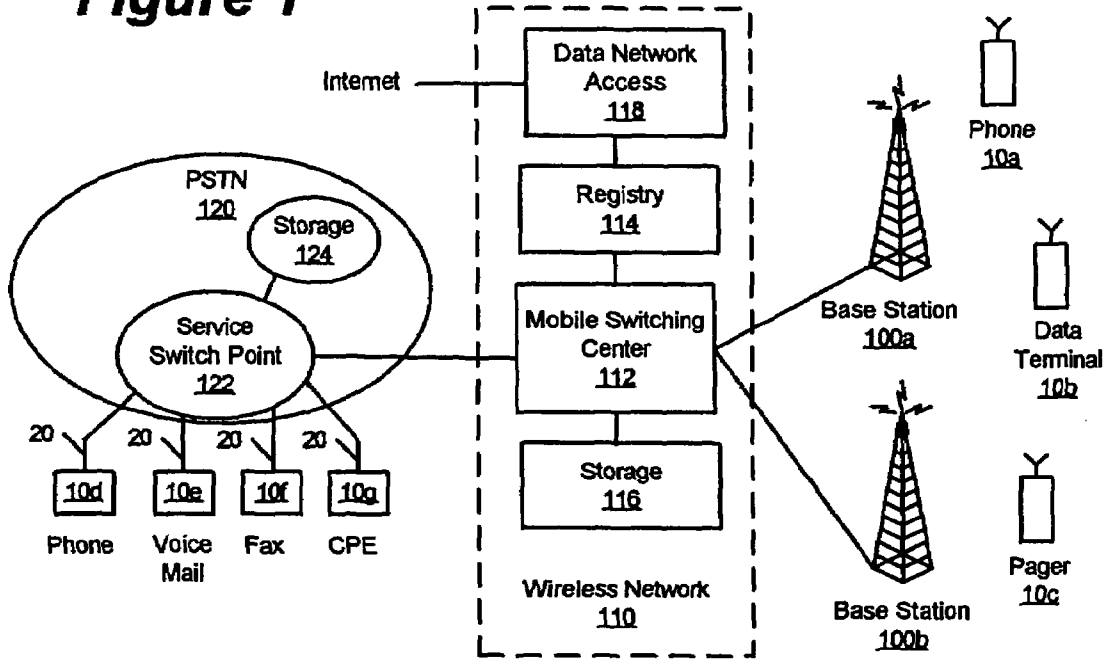 Figure 1
Internet
Data Network
Access
118
Registry
114
Mobile Switching
Center
112
Storage
116
Wireless Network
110
PSTN
120
Storage
124
Service
Switch Point
122
20
20
20
20
10d
10e
10f
10g
Phone
Voice
Mail
Fax
CPE
Base Station
100a
Base Station
100b
Phone
10a
Data
Terminal
10b
Pager
10c